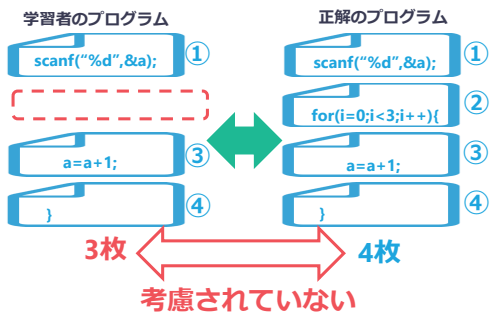 学習者のプログラム
scanf(“%d”,&a);
①
a=a+1;
③
}
④
正解のプログラム
scanf(“%d”,&a);
①
for(i=0;i<3;i++){
②
a=a+1;
③
}
④
3枚
4枚
考慮されていない